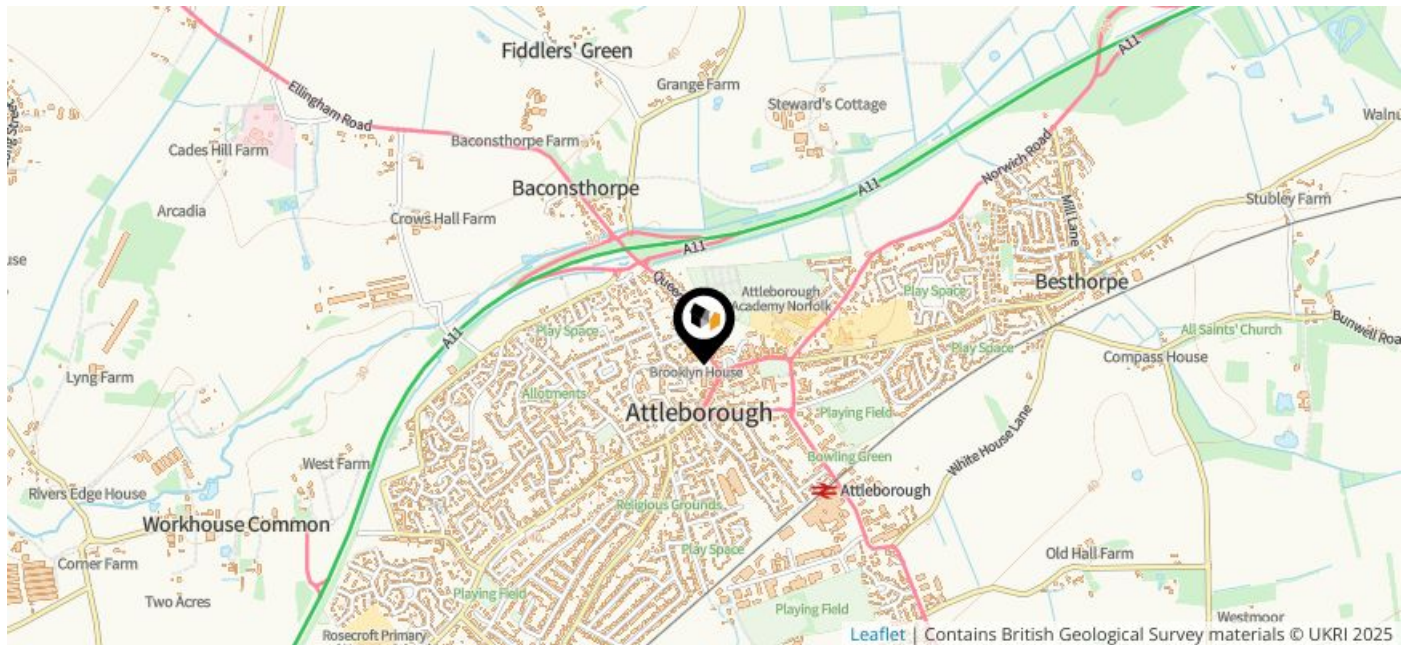 Fiddlers' Green
A11
Grange Farm
Ellingham Road
Steward's Cottage
Baconsthorpe Farm
Cades Hill Farm
Norwich Road
Baconsthorpe
A11
Arcadia
Crows Hall Farm
Mill Lane
Stubley Farm
A11
Attleborough
Academy Norfolk
Play Space
Besthorpe
Play Space
A11
All Saints' Church
Bunwell Road
Play Space
Compass House
Lyng Farm
Brooklyn House
Allotments
Attleborough
Playing Field
White House Lane
Bowling Green
West Farm
Rivers Edge House
Attleborough
Religious Grounds
Workhouse Common
Play Space
Old Hall Farm
Corner Farm
Two Acres
Playing Field
Playing Field
Westmoor
Rosecroft Primary
Leaflet | Contains British Geological Survey materials © UKRI 2025